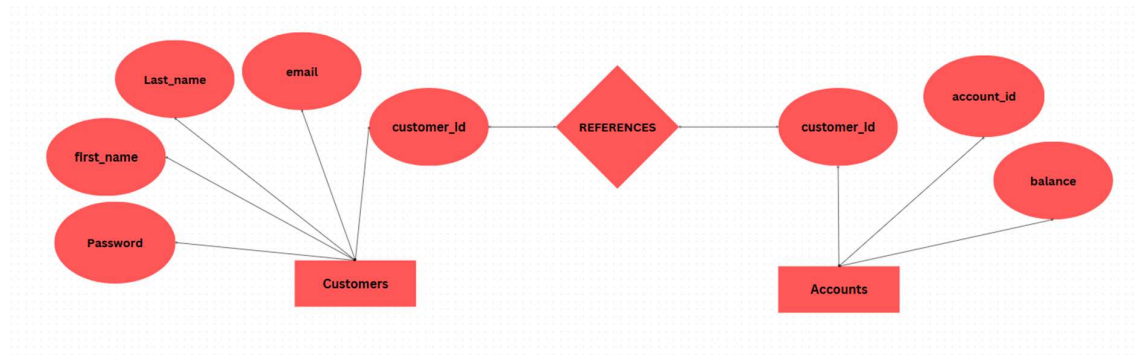 Last_name
email
customer_id
first_name
Password
Customers
REFERENCES
customer_id
account_id
balance
Accounts